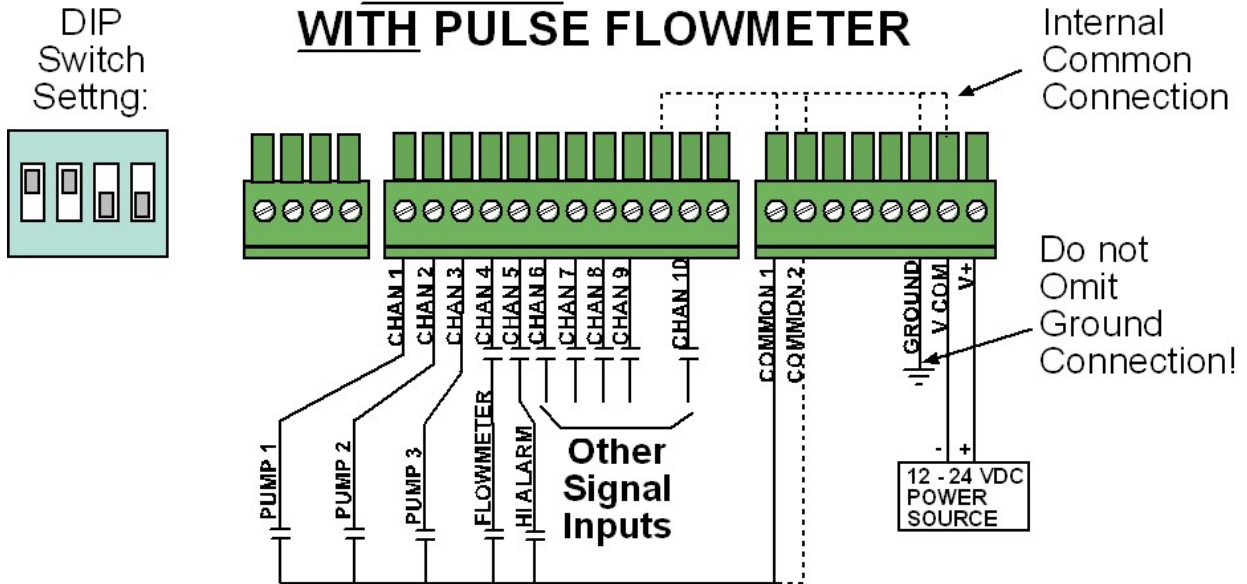 WITH PULSE FLOWMETER
DIP
Switch
Settng:
Internal
Common
Connection
CHAN 1
CHAN 2
CHAN 3
CHAN 4
CHAN 5
CHAN 6
CHAN 7
CHAN 8
CHAN 9
CHAN 10
COMMON 1
COMMON 2
GROUND
V COM
V+
Do not
Omit
Ground
Connection!
PUMP 1
PUMP 2
PUMP 3
FLOWMETER
HI ALARM
Other
Signal
Inputs
- +
12 - 24 VDC
POWER
SOURCE